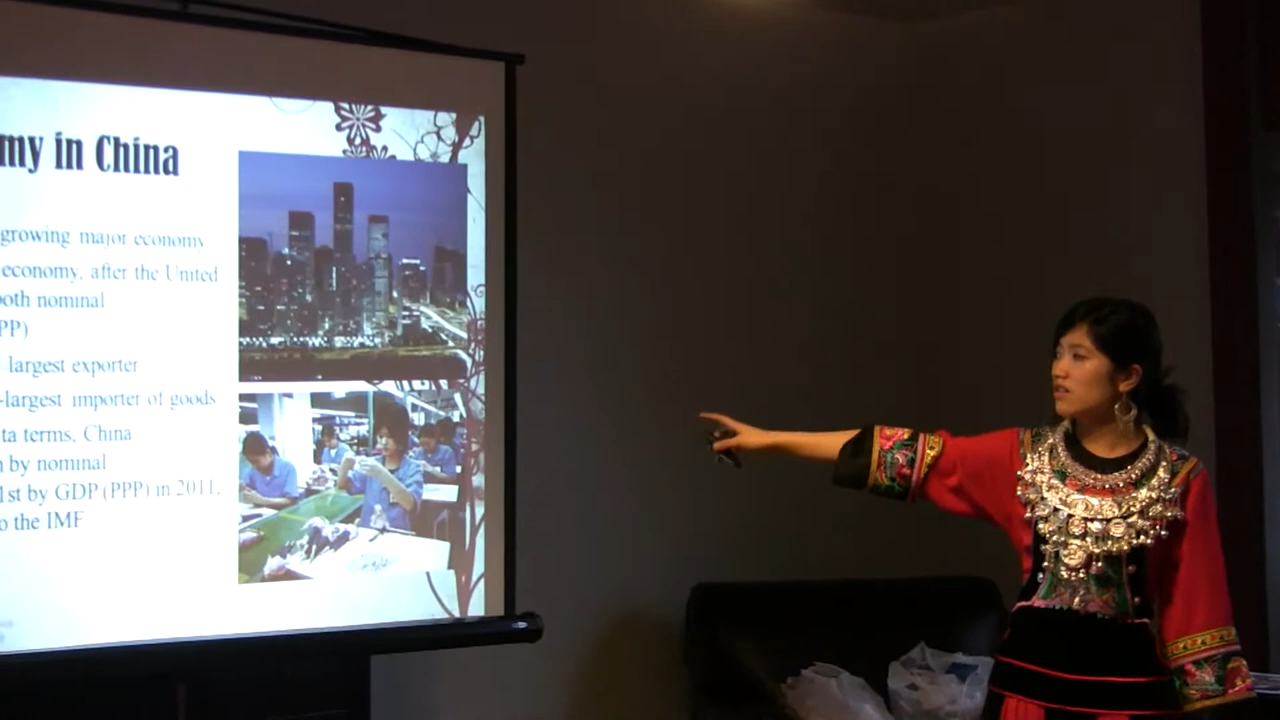 my in China
growing major economy
economy, after the United
both nominal
PP)
largest exporter
-largest importer of goods
ta terms, China
by nominal
1st by GDP (PPP) in 2011,
o the IMF